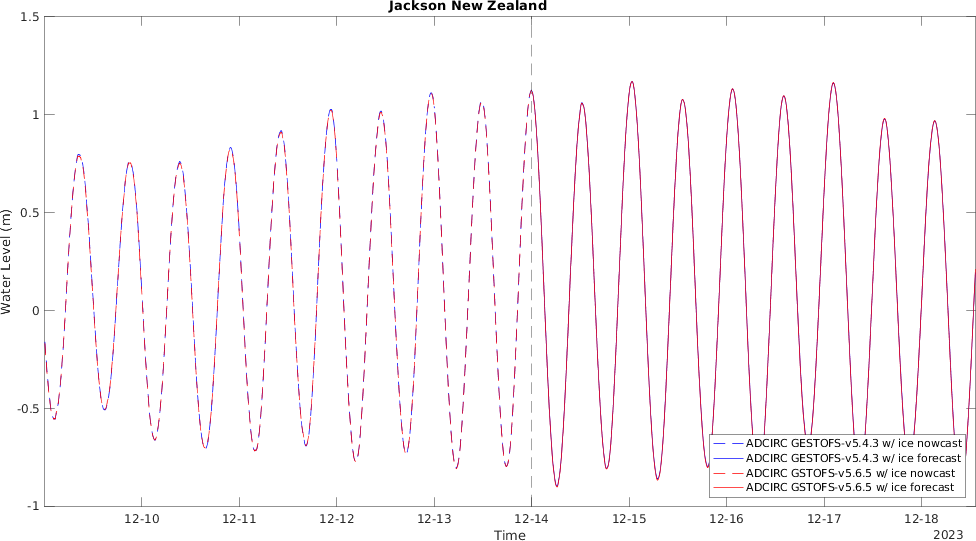 Jackson New Zealand
1.5
1
0.5
0
-0.5
-1
Water Level (m)
12-10 12-11 12-12 12-13 12-14 12-15 12-16 12-17 12-18
Time
2023
ADCIRC GESTOFS-v5.4.3 w/ ice nowcast
ADCIRC GESTOFS-v5.4.3 w/ ice forecast
ADCIRC GSTOFS-v5.6.5 w/ ice nowcast
ADCIRC GSTOFS-v5.6.5 w/ ice forecast